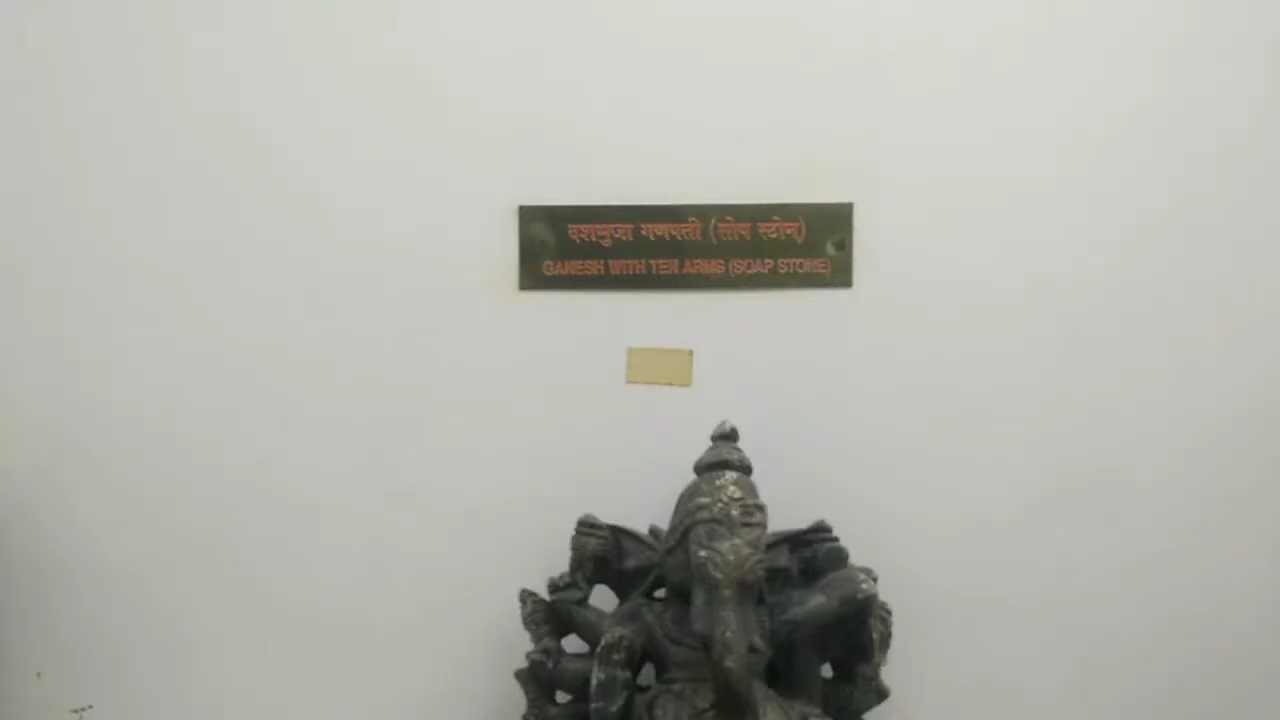 दशभुजा गणपती (सोप स्टोन)
GANESH WITH TEN ARMS (SOAP STONE)